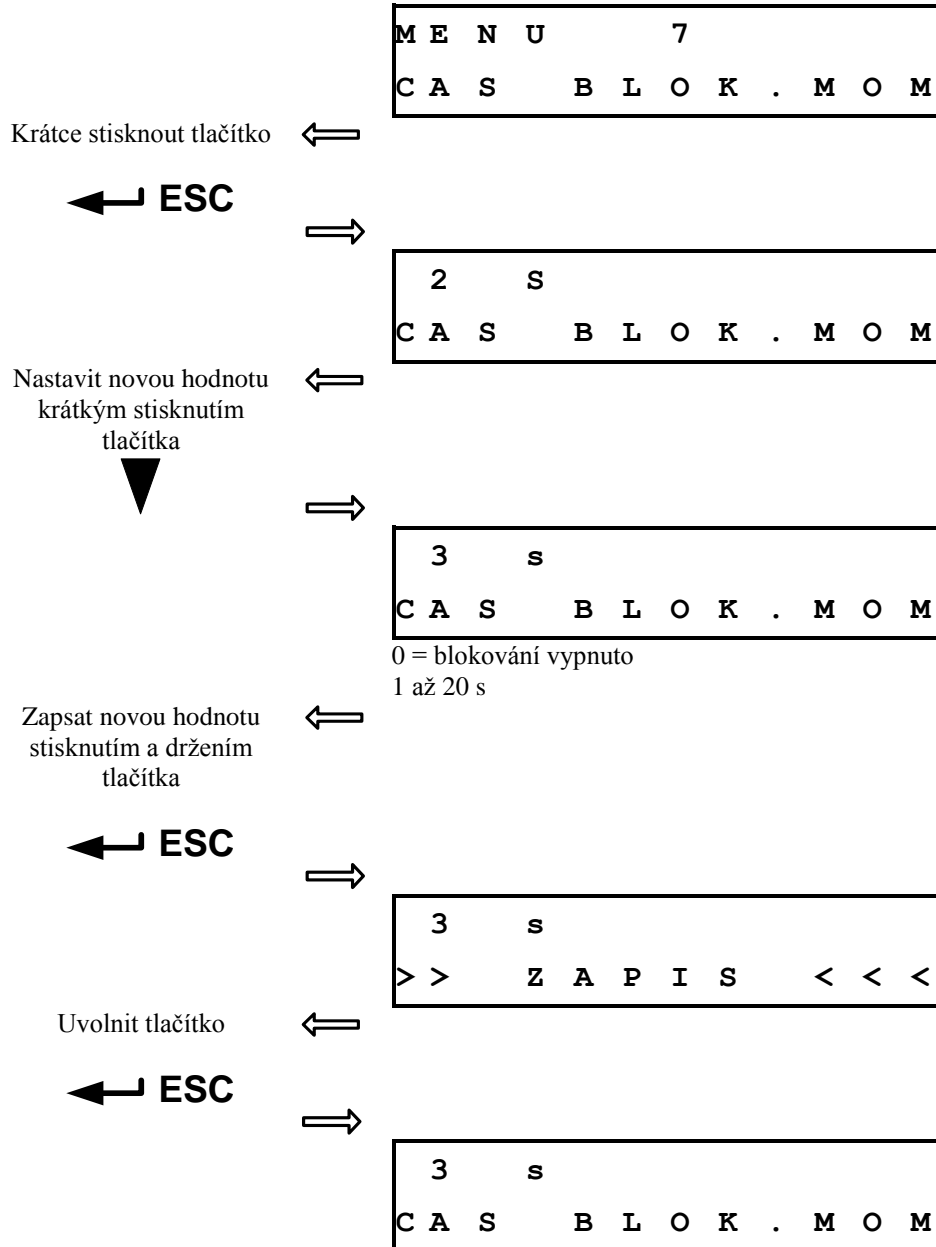 MENU 7
CAS BLOK.MOM
Krátce stisknout tlačítko
ESC
2 S
CAS BLOK.MOM
Nastavit novou hodnotu
krátkým stisknutím
tlačítka
3 s
CAS BLOK.MOM
0 = blokování vypnuto
1 až 20 s
Zapsat novou hodnotu
stisknutím a držením
tlačítka
ESC
3 s
>> ZAPIS <<<
Uvolnit tlačítko
ESC
3 s
CAS BLOK.MOM